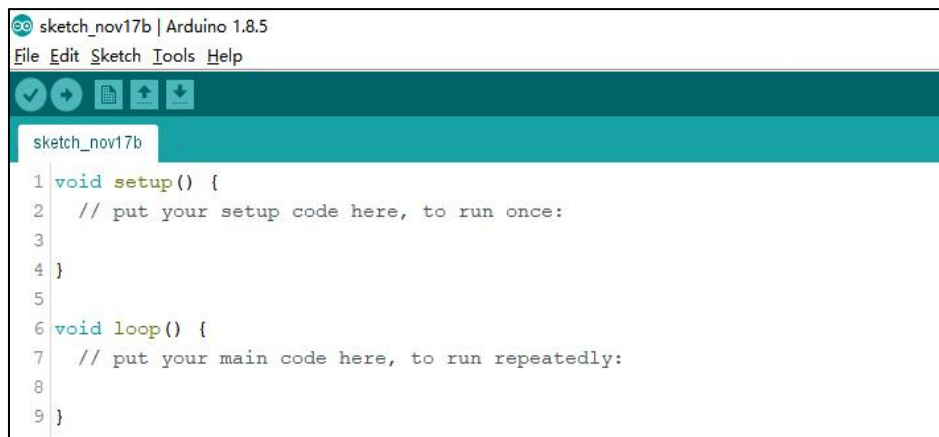 sketch_nov17b | Arduino 1.8.5
File Edit Sketch Tools Help
sketch_nov17b
1 void setup() {
2 // put your setup code here, to run once:
3
4 }
5
6 void loop() {
7 // put your main code here, to run repeatedly:
8
9 }